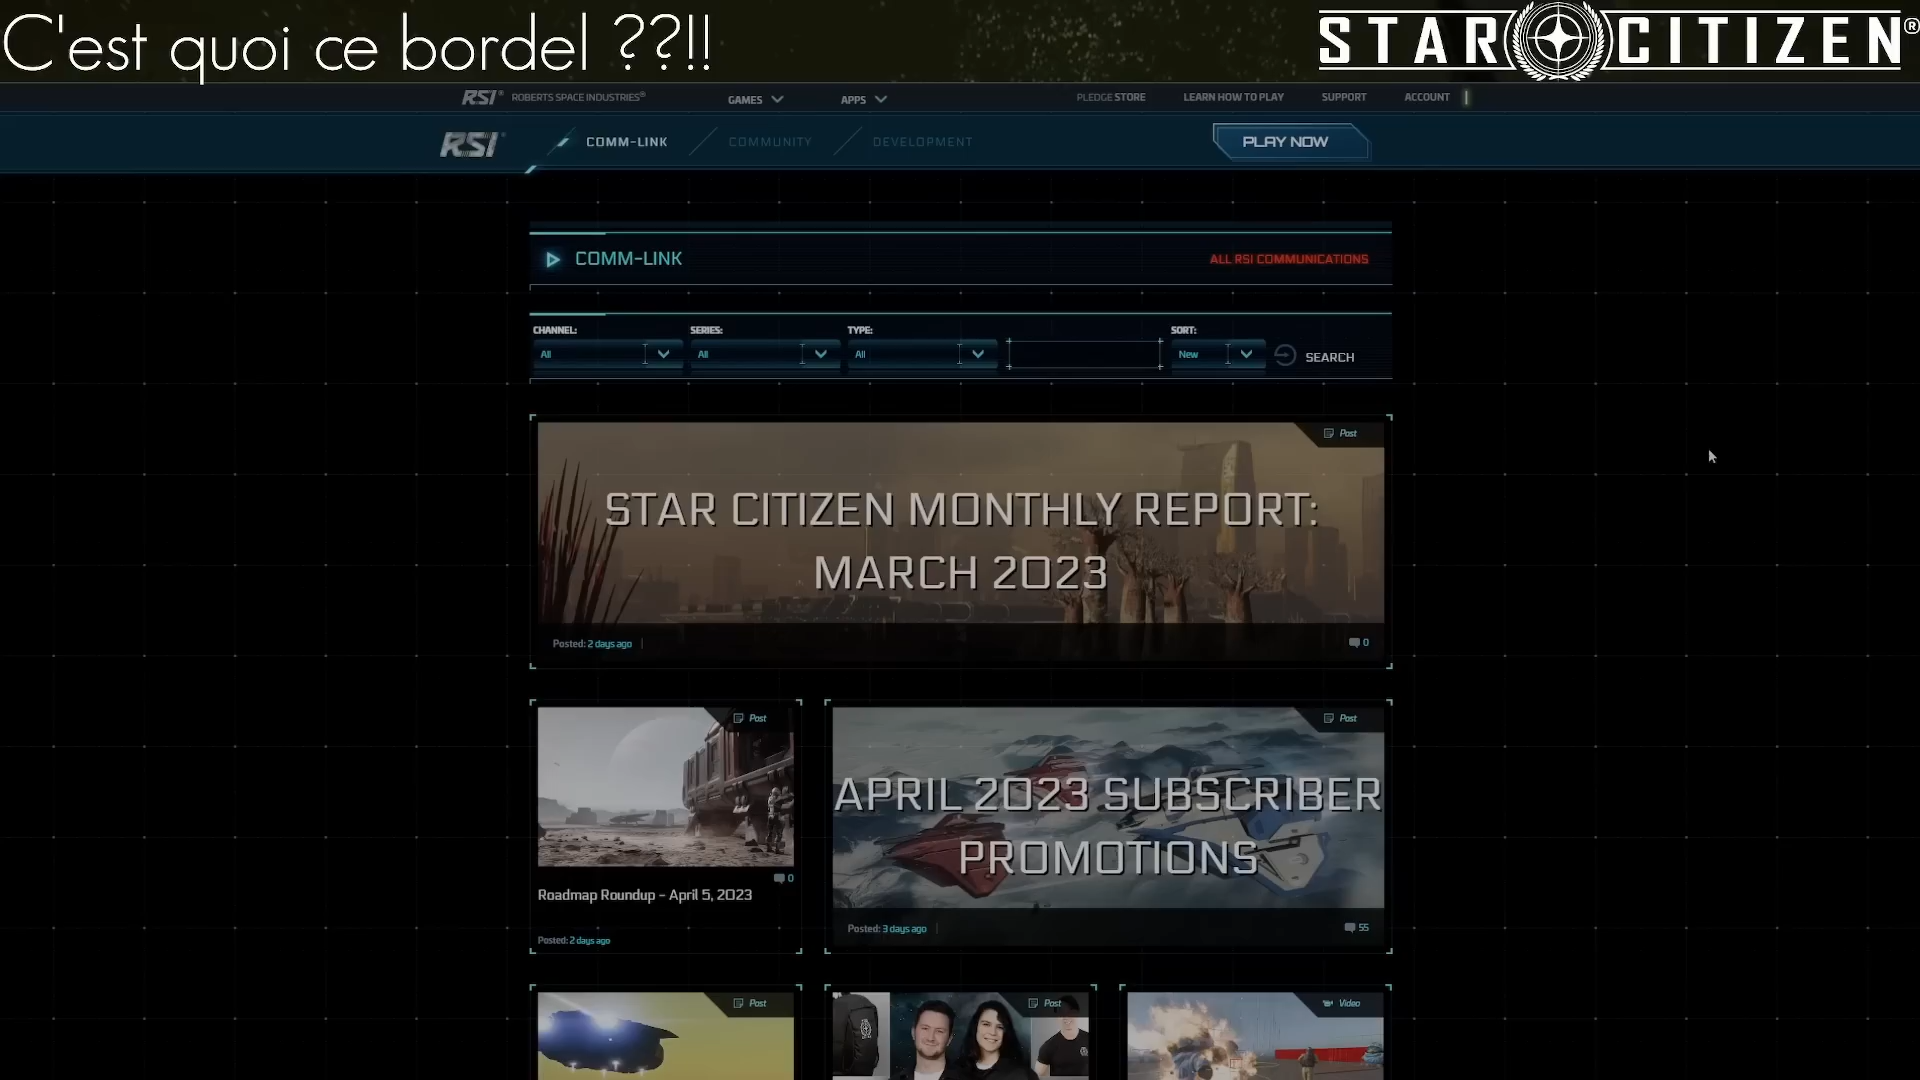 C'est quoi ce bordel ??!!
STAR CITIZEN®
RSI® ROBERTS SPACE INDUSTRIES®
GAMES
APPS
PLEDGE STORE
LEARN HOW TO PLAY
SUPPORT
ACCOUNT
RSI®
COMM-LINK
COMMUNITY
DEVELOPMENT
PLAY NOW
COMM-LINK
ALL RSI COMMUNICATIONS
CHANNEL:
SERIES:
TYPE:
SORT:
All
All
All
New
SEARCH
Post
STAR CITIZEN MONTHLY REPORT:
MARCH 2023
Posted: 2 days ago
0
Post
0
Roadmap Roundup - April 5, 2023
Posted: 2 days ago
Post
APRIL 2023 SUBSCRIBER
PROMOTIONS
Posted: 3 days ago
55
Post
Post
Video